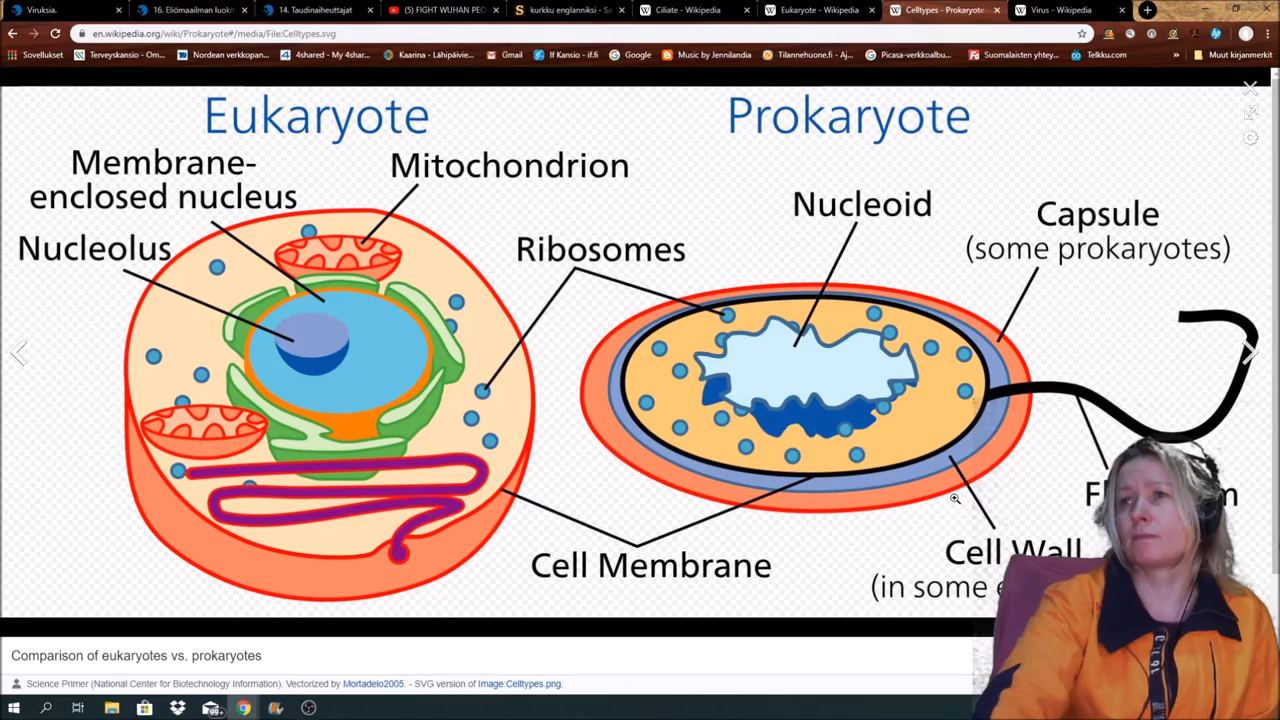 Viruksia.
16. Eliömaailman luokit
14. Taudinaiheuttajat
(5) FIGHT WUHAN PEO
kurkku englanniksi - Sa
Ciliate - Wikipedia
Eukaryote - Wikipedia
Celltypes - Prokaryote
Virus - Wikipedia
en.wikipedia.org/wiki/Prokaryote#/media/File:Celltypes.svg
Sovellukset
Terveyskansio - Om...
Nordean verkkopan...
4shared - My 4shar...
Kaarina - Lähipalvie...
Gmail
If Kansio - if.fi
Google
Music by Jennilandia
Tilannehuone.fi - Aj...
Picasa-verkkoalbum...
Suomalaisten yhtey...
Telkku.com
Muut kirjanmerkit
Eukaryote
Prokaryote
Membrane-
enclosed nucleus
Mitochondrion
Nucleolus
Ribosomes
Nucleoid
Capsule
(some prokaryotes)
Cell Membrane
Cell Wall
(in some e
Comparison of eukaryotes vs. prokaryotes
Science Primer (National Center for Biotechnology Information). Vectorized by Mortadelo2005. - SVG version of Image:Celltypes.png.
99+